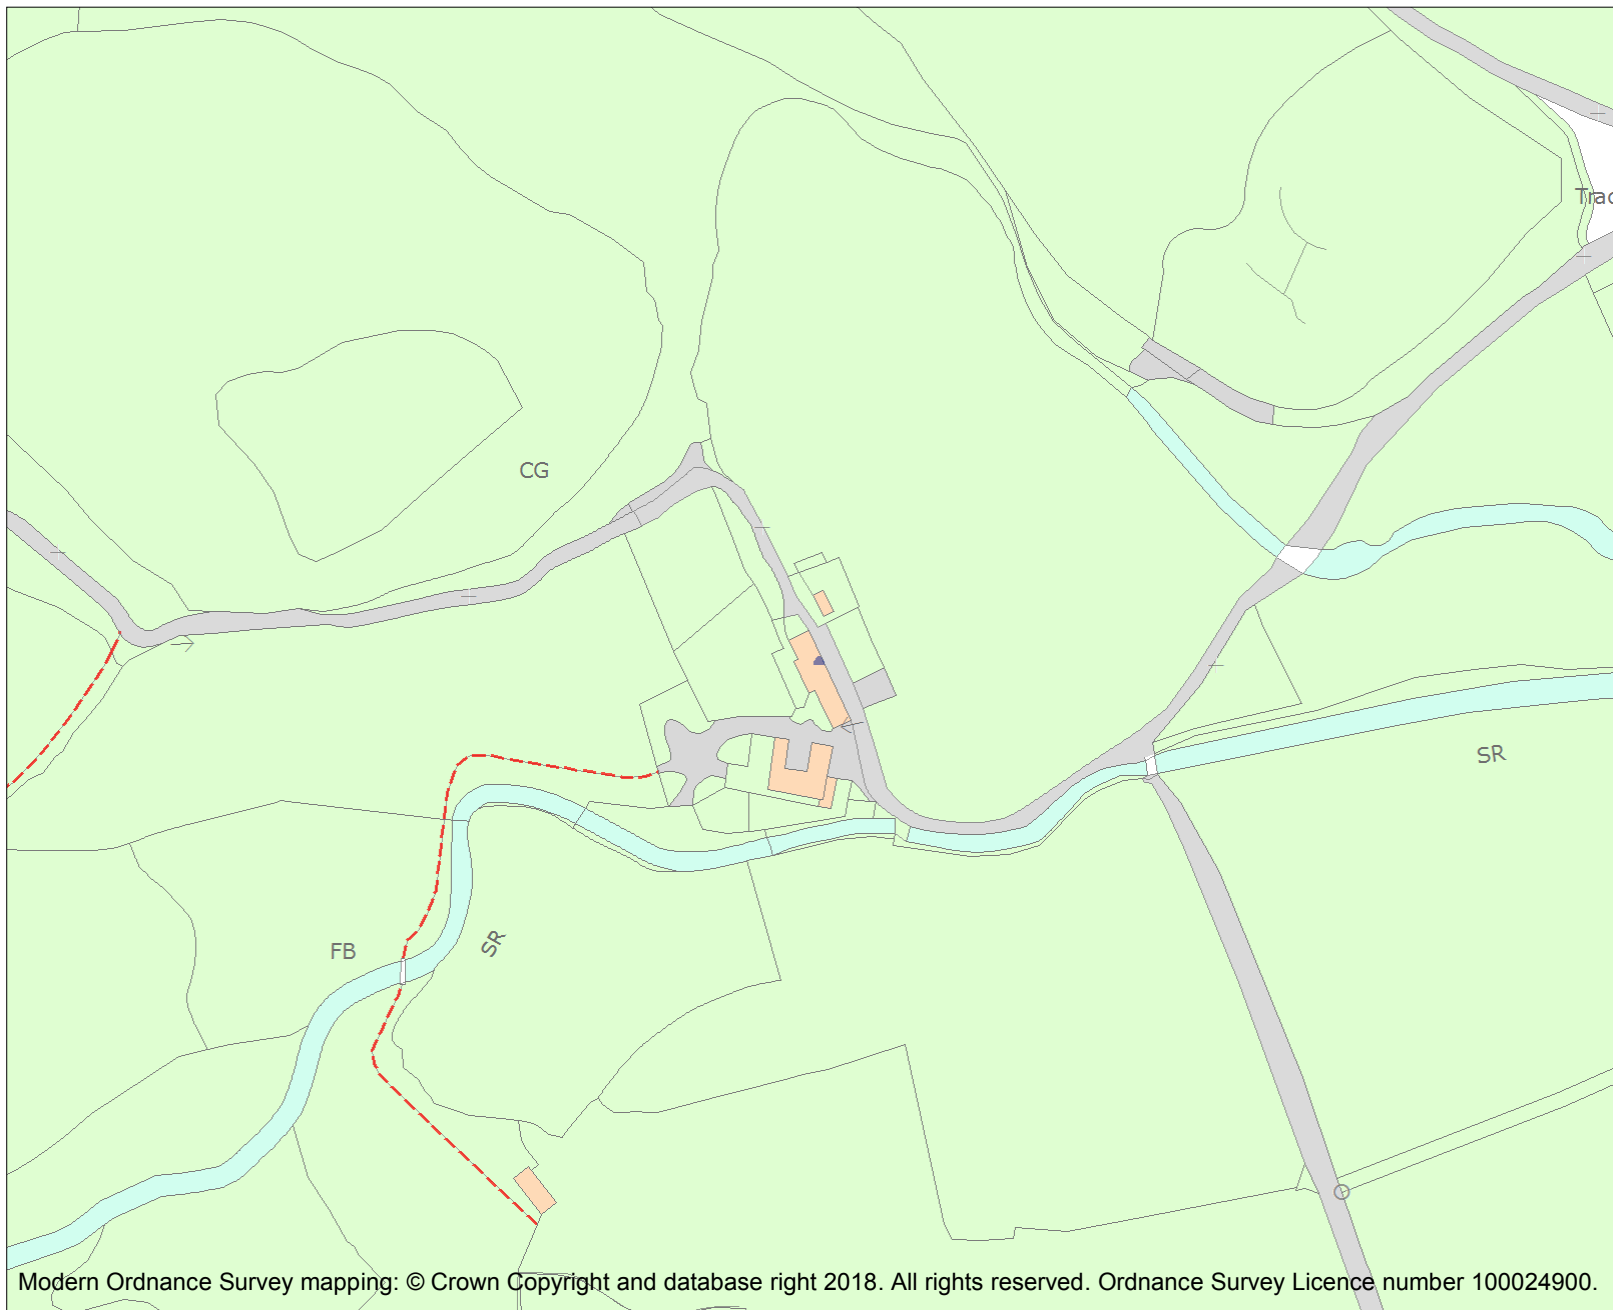 Trac
CG
SR
FB
SR
Modern Ordnance Survey mapping: © Crown Copyright and database right 2018. All rights reserved. Ordnance Survey Licence number 100024900.